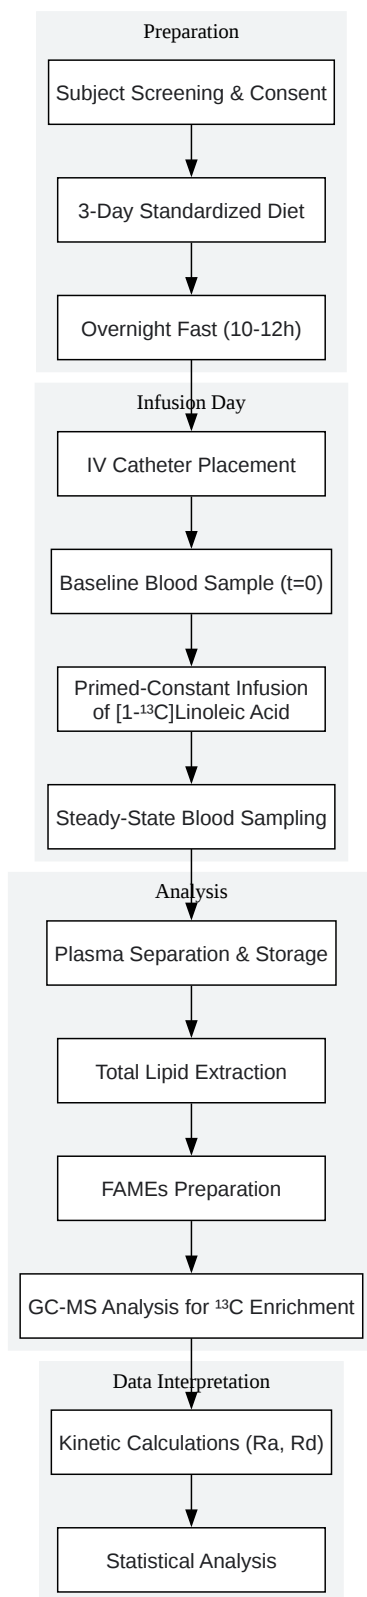 Preparation
Subject Screening & Consent
3-Day Standardized Diet
Overnight Fast (10-12h)
Infusion Day
IV Catheter Placement
Baseline Blood Sample (t=0)
Primed-Constant Infusion
of [1-¹³C]Linoleic Acid
Steady-State Blood Sampling
Analysis
Plasma Separation & Storage
Total Lipid Extraction
FAMEs Preparation
GC-MS Analysis for ¹³C Enrichment
Data Interpretation
Kinetic Calculations (Ra, Rd)
Statistical Analysis